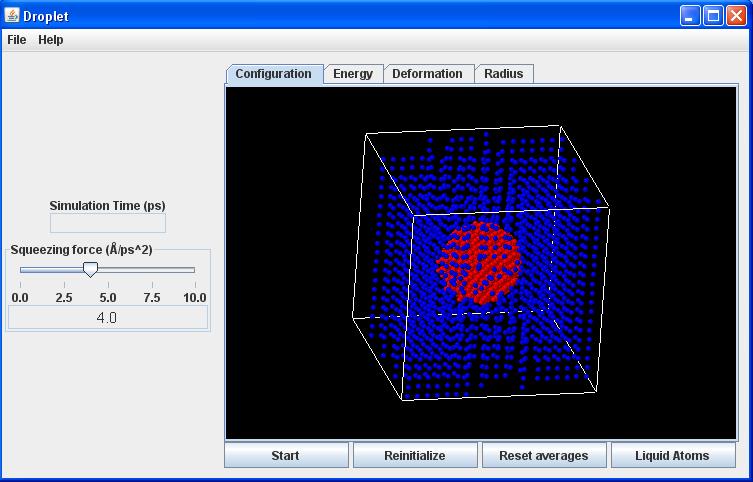 Droplet
File Help
Configuration Energy Deformation Radius
Simulation Time (ps)
Squeezing force (Å/ps^2)
0.0 2.5 5.0 7.5 10.0
4.0
Start Reinitialize Reset averages Liquid Atoms